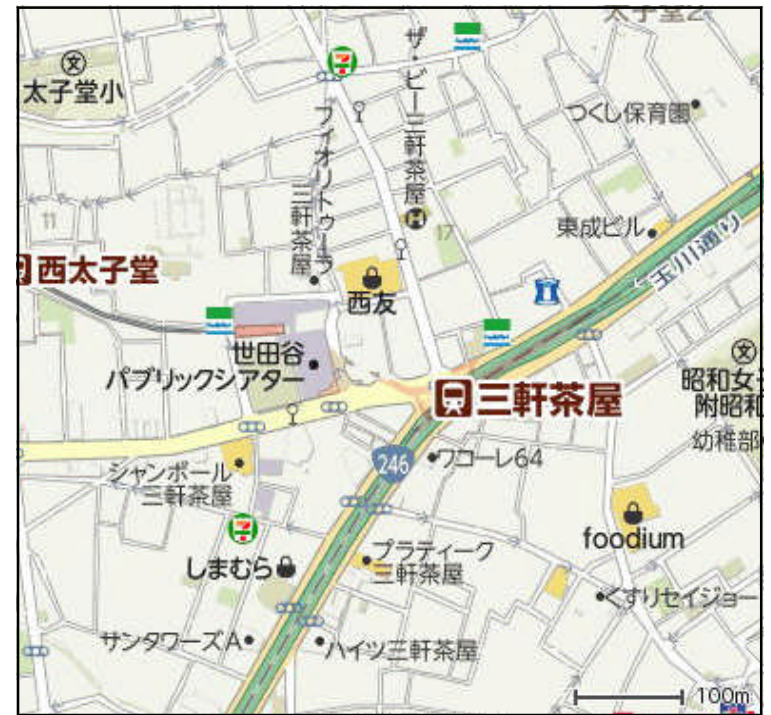 太子堂2
文
太子堂小
ザ・ビー三軒茶屋
つくし保育園
ブイオリトゥーラ
三軒茶屋
11
17
東成ビル
玉川通り
西太子堂
H
西友
世田谷
パブリックシアター
文
昭和女子
附昭和
幼稚部
三軒茶屋
246
ワコーレ64
シャンボール
三軒茶屋
foodium
プラティーク
三軒茶屋
しまむら
くすりセイジョー
サンタワーズA
ハイツ三軒茶屋
100m